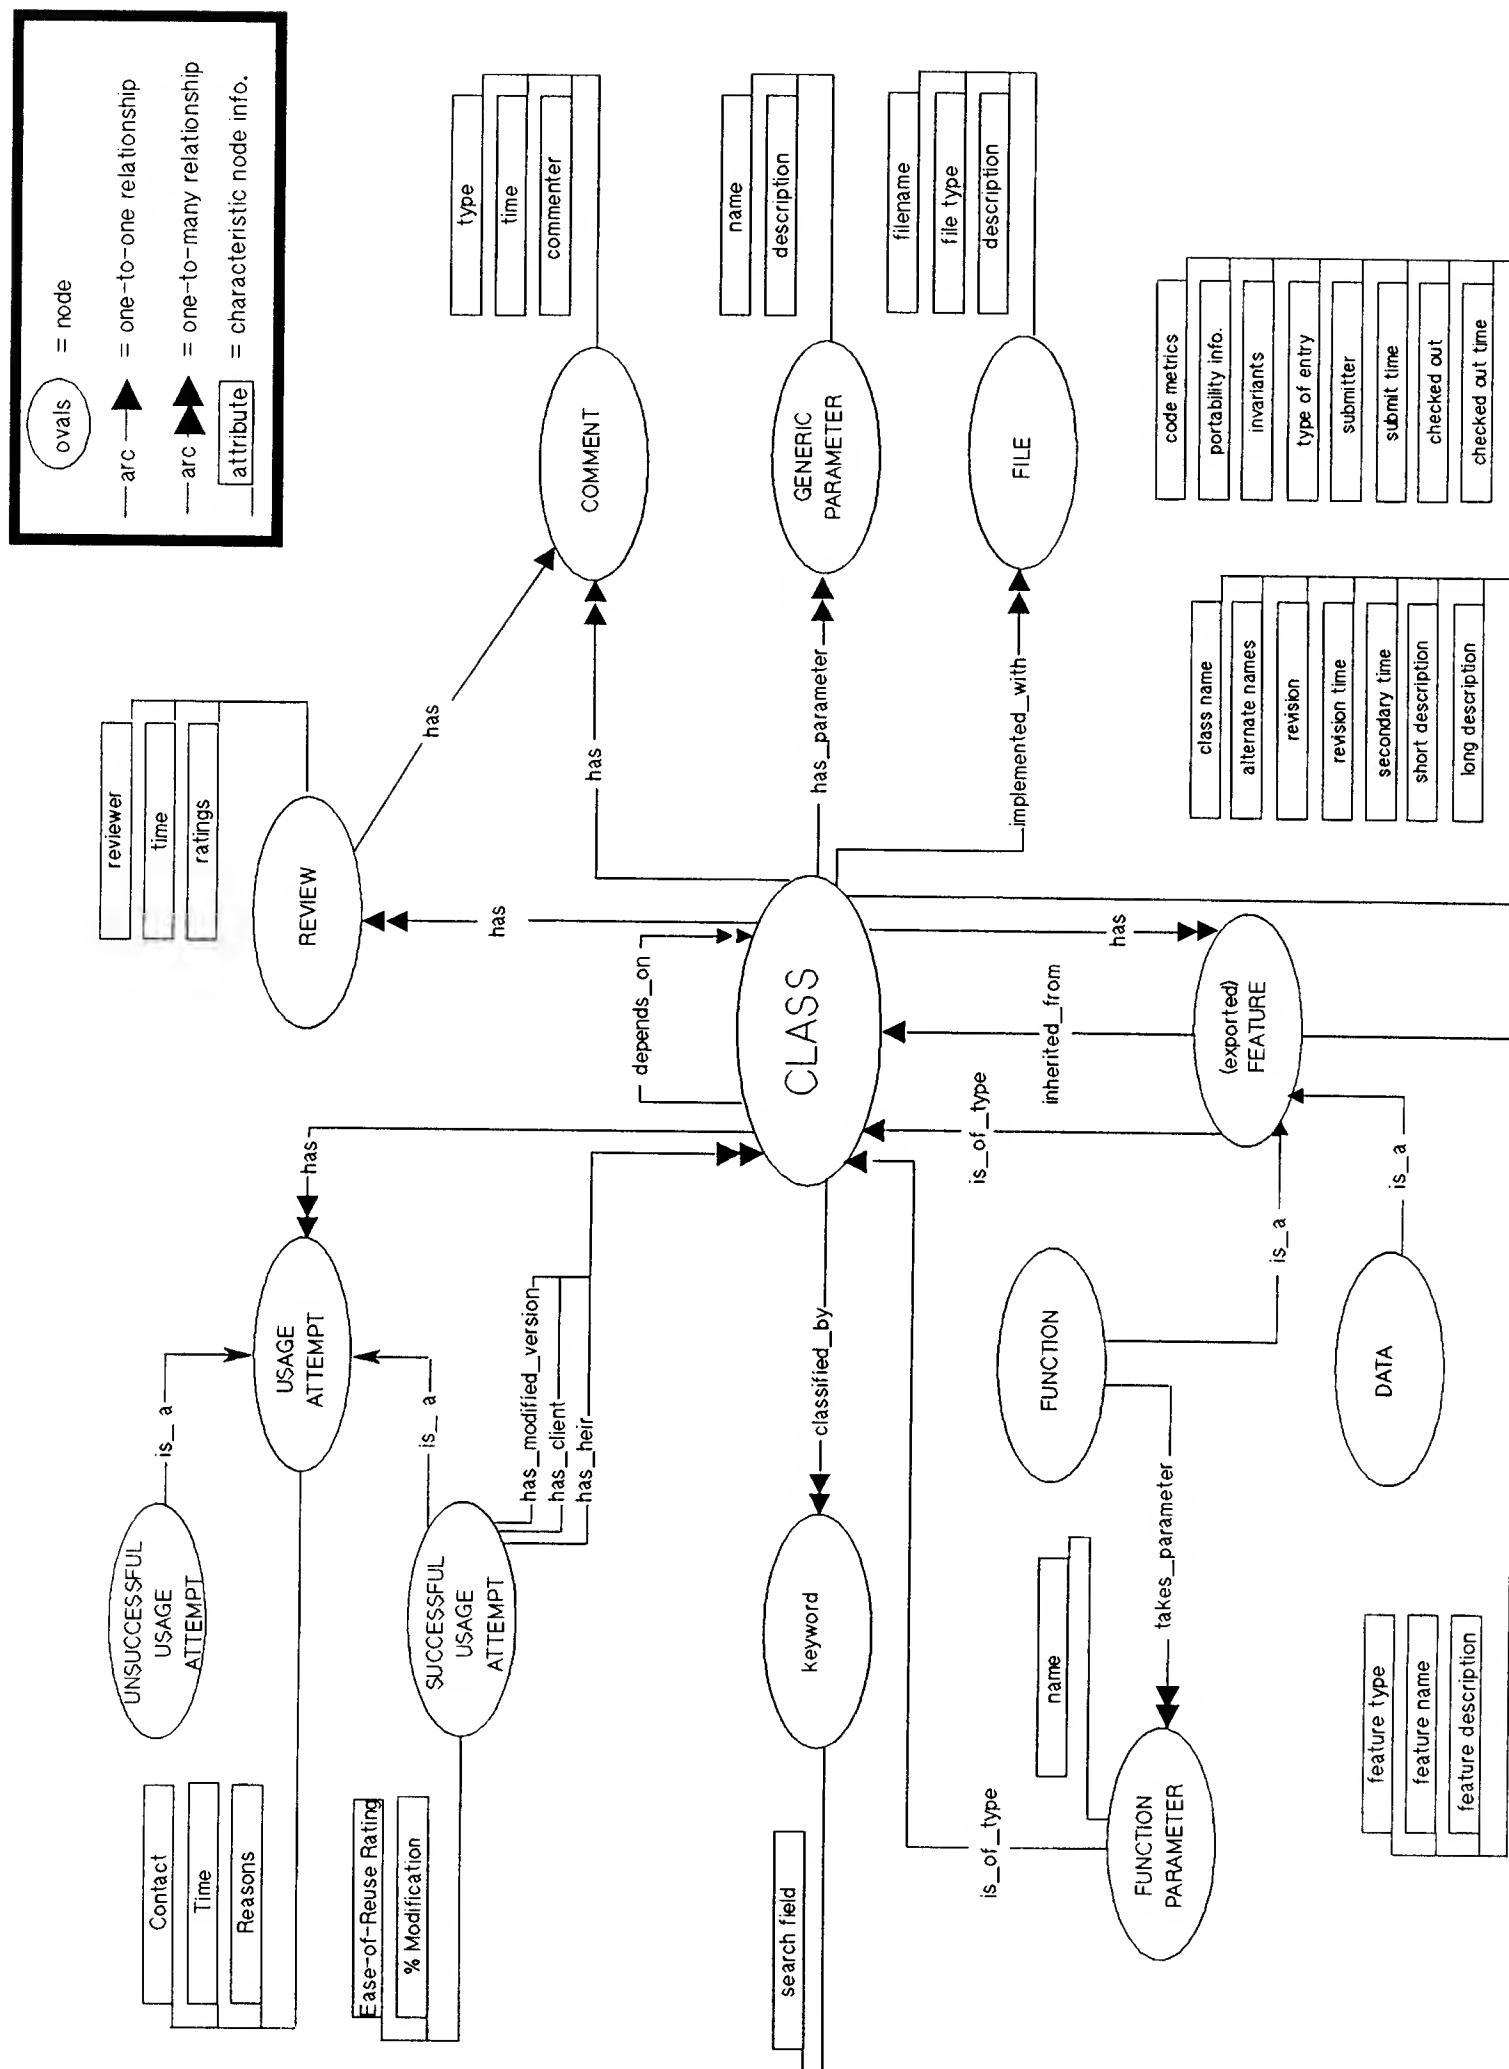 ovals = node
arc = one-to-one relationship
arc = one-to-many relationship
attribute = characteristic node info.
Contact
Time
Reasons
UNSUCCESSFUL
USAGE
ATTEMPT
is_a
USAGE
ATTEMPT
has
reviewer
time
ratings
REVIEW
has
Ease-of-Reuse Rating
% Modification
SUCCESSFUL
USAGE
ATTEMPT
is_a
has_modified_version
has_client
has_heir
has
type
time
commenter
COMMENT
has
depends_on
CLASS
search field
keyword
classified_by
has_parameter
GENERIC
PARAMETER
name
description
implemented_with
FILE
filename
file type
description
is_of_type
is_of_type
inherited_from
has
name
FUNCTION
FUNCTION
PARAMETER
takes_parameter
is_a
(exported)
FEATURE
DATA
is_a
feature type
feature name
feature description
class name
alternate names
revision
revision time
secondary time
short description
long description
code metrics
portability info.
invariants
type of entry
submitter
submit time
checked out
checked out time